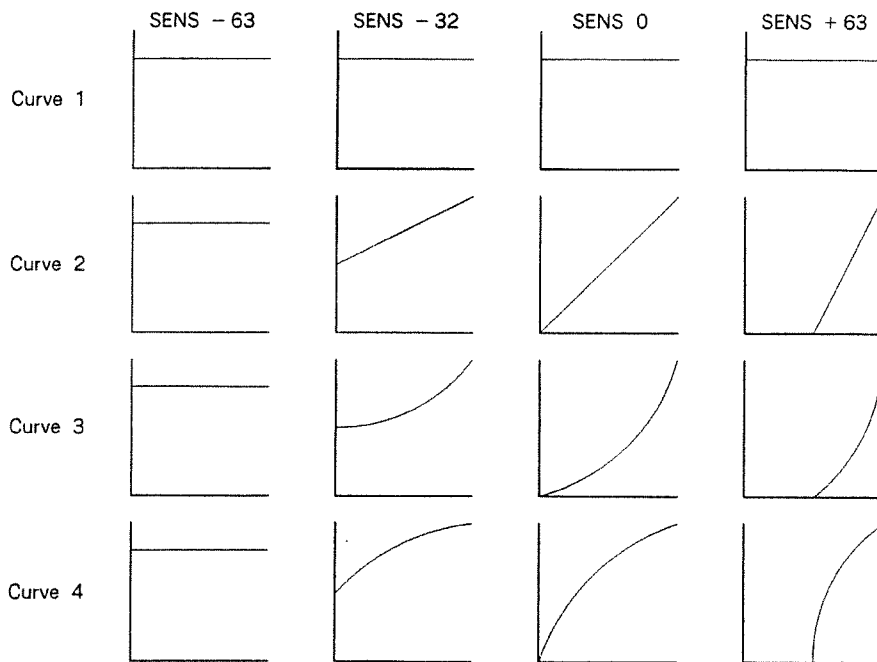 SENS − 63 SENS − 32 SENS 0 SENS + 63
Curve 1
Curve 2
Curve 3
Curve 4